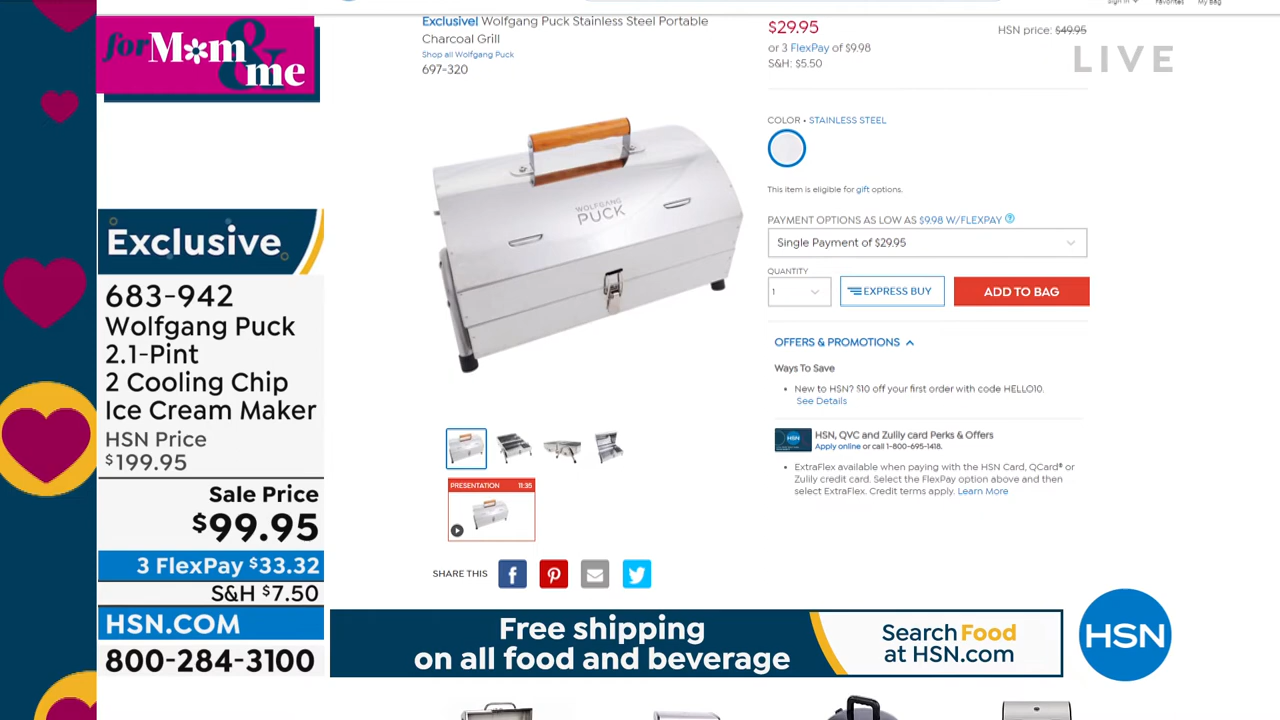 Sign in
Favorites
My Bag
for Mom
& me
Exclusive
683-942
Wolfgang Puck
2.1-Pint
2 Cooling Chip
Ice Cream Maker
HSN Price
$199.95
Sale Price
$99.95
3 FlexPay $33.32
S&H $7.50
HSN.COM
800-284-3100
Exclusive! Wolfgang Puck Stainless Steel Portable
Charcoal Grill
Shop all Wolfgang Puck
697-320
WOLFGANG
PUCK
PRESENTATION 11:35
SHARE THIS
$29.95
HSN price: $49.95
or 3 FlexPay of $9.98
S&H: $5.50
LIVE
COLOR • STAINLESS STEEL
This item is eligible for gift options.
PAYMENT OPTIONS AS LOW AS $9.98 W/FLEXPAY ?
Single Payment of $29.95
QUANTITY
1
EXPRESS BUY
ADD TO BAG
OFFERS & PROMOTIONS
Ways To Save
• New to HSN? $10 off your first order with code HELLO10.
See Details
HSN
HSN, QVC and Zulily card Perks & Offers
Apply online or call 1-800-695-1418.
• ExtraFlex available when paying with the HSN Card, QCard® or
Zulily credit card. Select the FlexPay option above and then
select ExtraFlex. Credit terms apply. Learn More
Free shipping
on all food and beverage
Search Food
at HSN.com
HSN